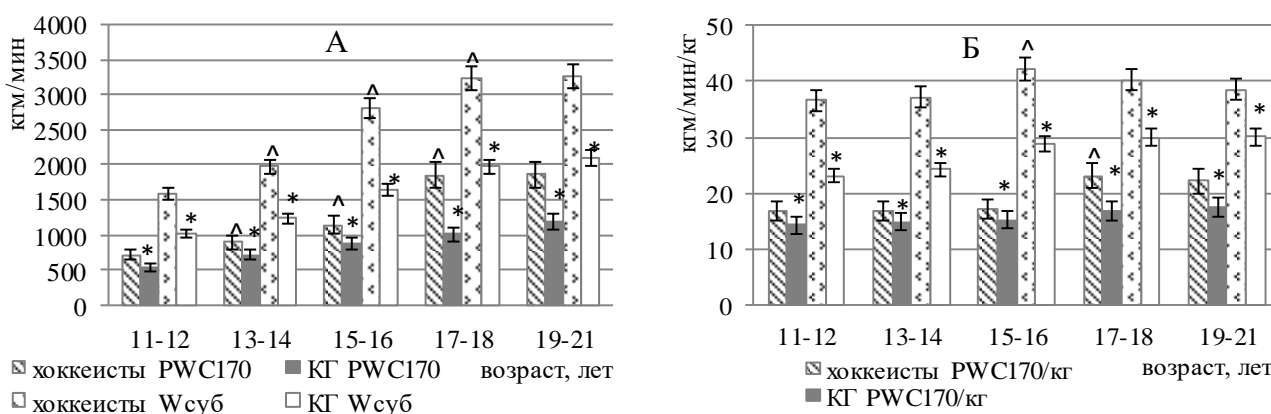 А
кгм/мин
4000
3500
3000
2500
2000
1500
1000
500
0
^ ^ ^ ^ ^ ^
* * * * * * * * * *
11-12 13-14 15-16 17-18 19-21
возраст, лет
хоккеисты PWC170 КГ PWC170
хоккеисты Wсуб КГ Wсуб
Б
кгм/мин/кг
50
40
30
20
10
0
^ ^
* * * * * * * * * *
11-12 13-14 15-16 17-18 19-21
возраст, лет
хоккеисты PWC170/кг
КГ PWC170/кг